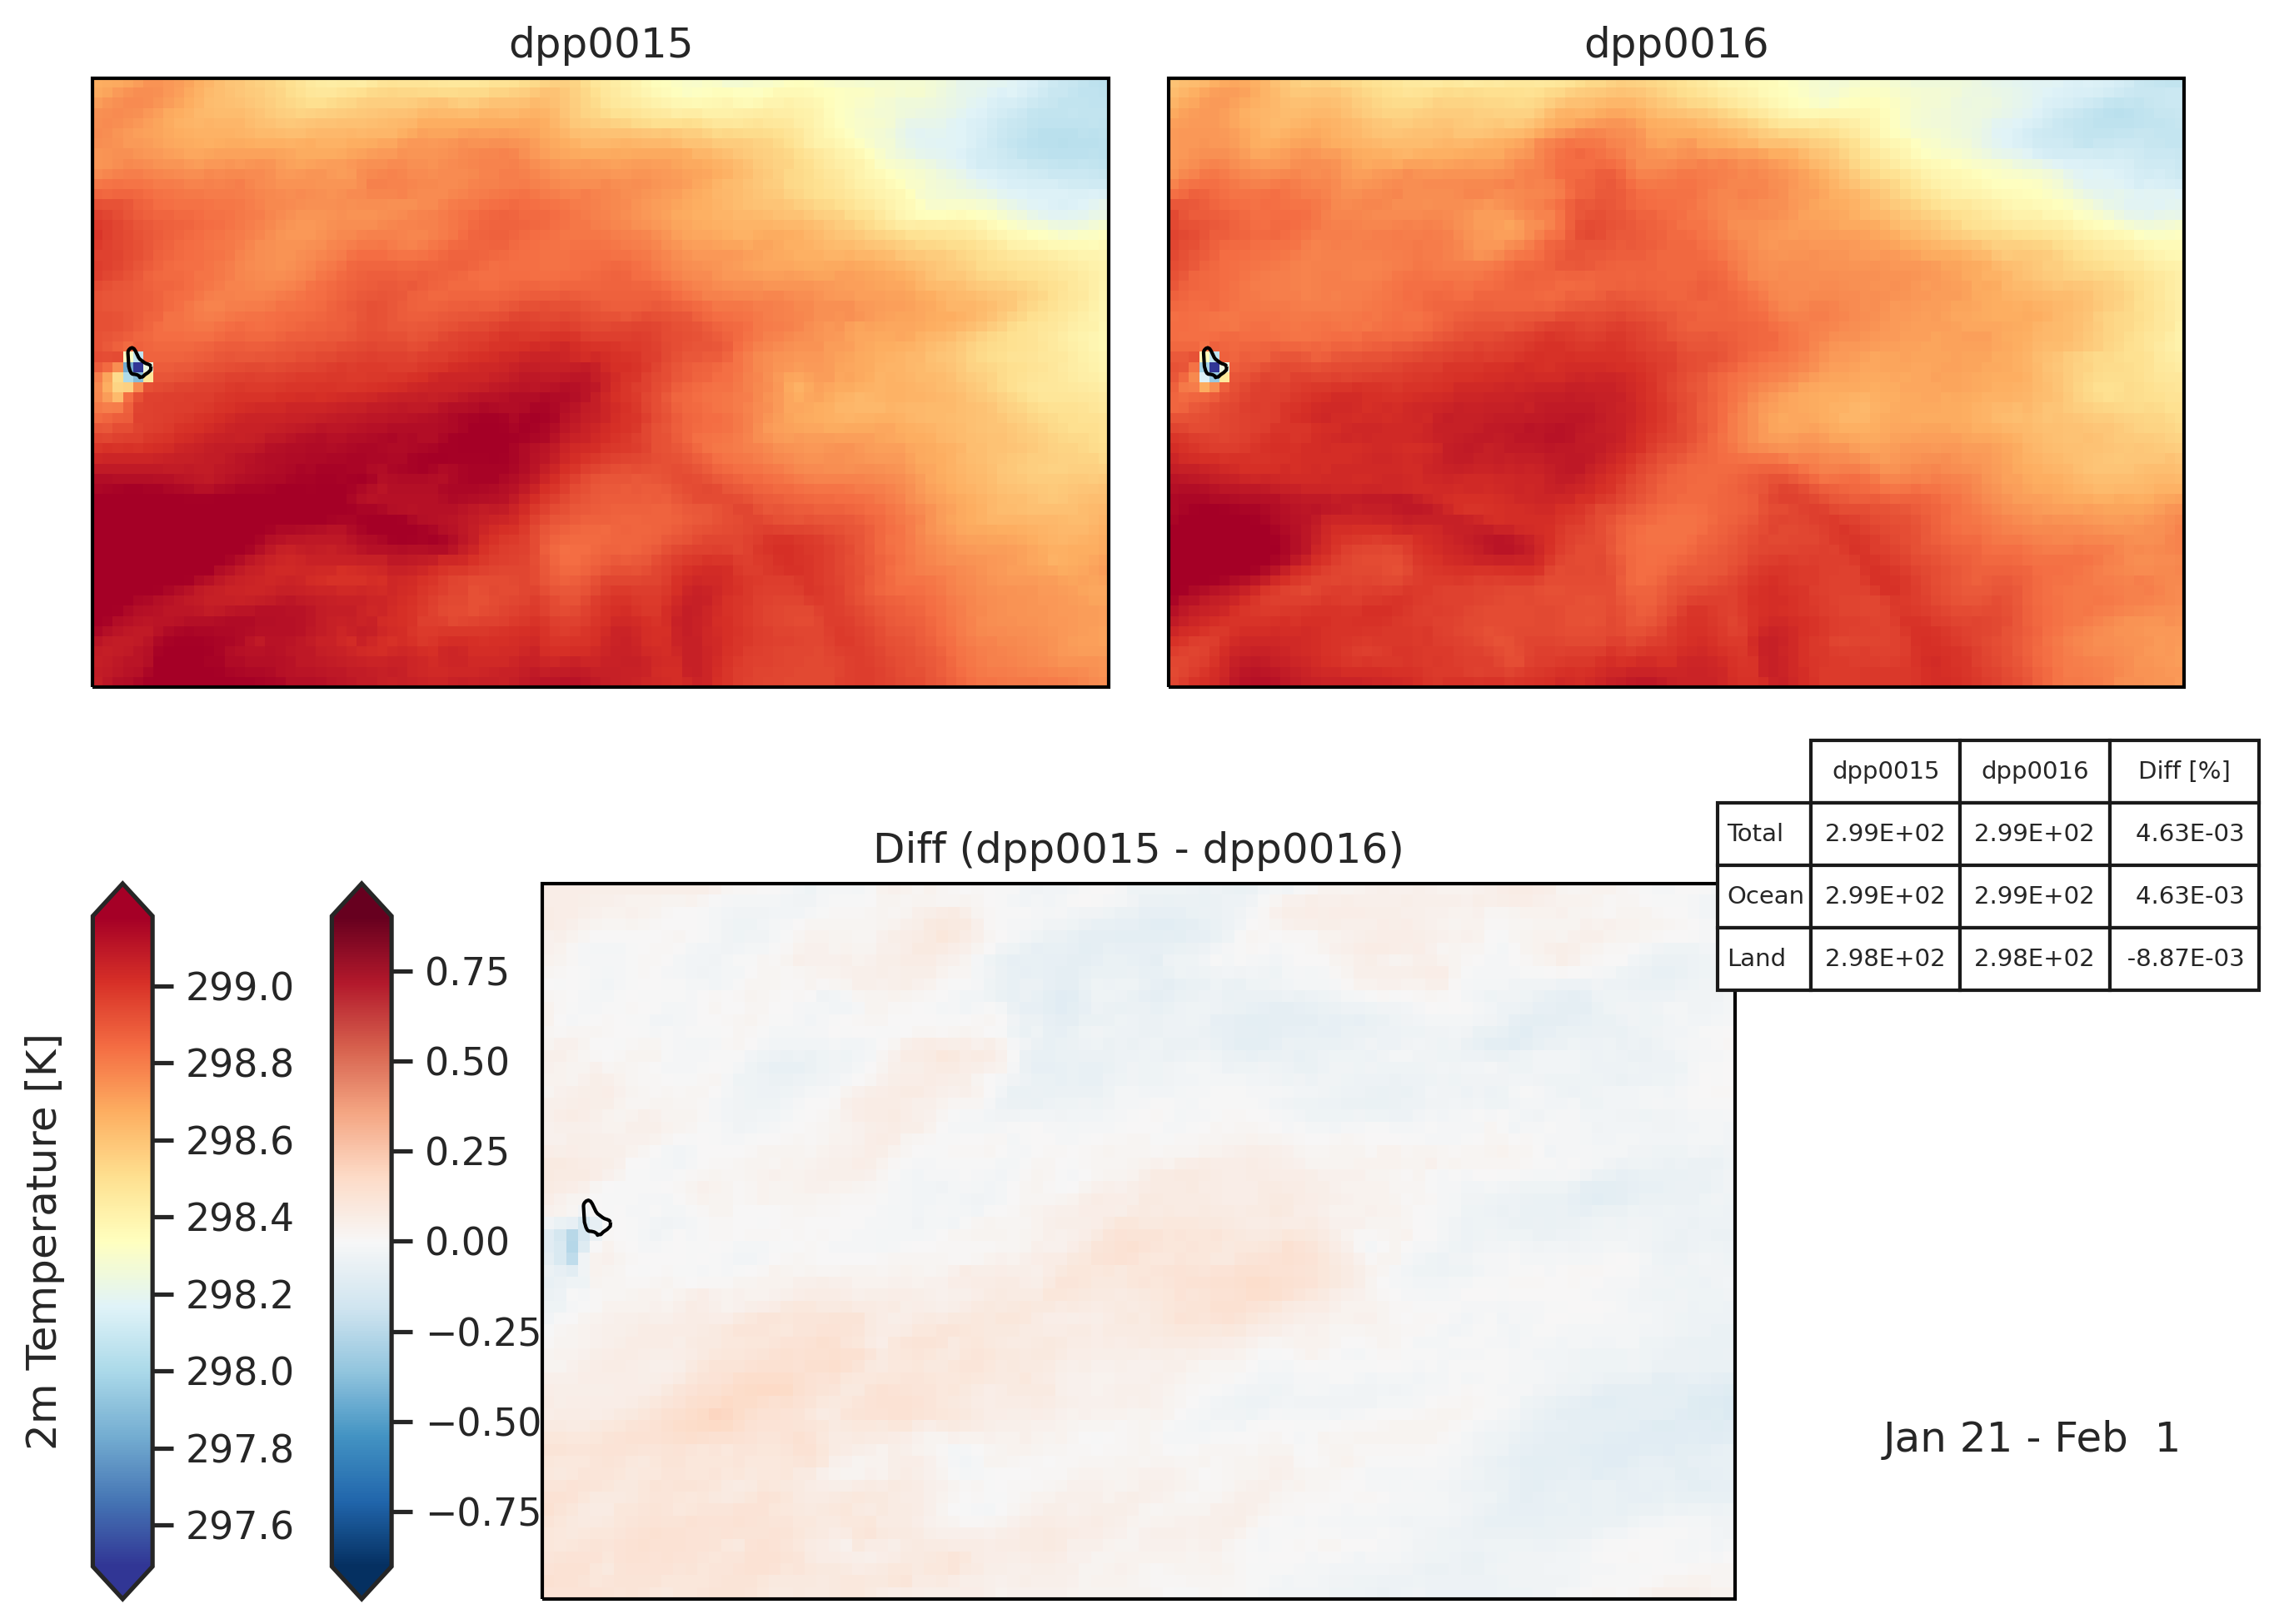 dpp0015
dpp0016
dpp0015 dpp0016 Diff [%]
Total 2.99E+02 2.99E+02 4.63E-03
Ocean 2.99E+02 2.99E+02 4.63E-03
Land 2.98E+02 2.98E+02 -8.87E-03
Diff (dpp0015 - dpp0016)
2m Temperature [K]
299.0
298.8
298.6
298.4
298.2
298.0
297.8
297.6
0.75
0.50
0.25
0.00
−0.25
−0.50
−0.75
Jan 21 - Feb  1